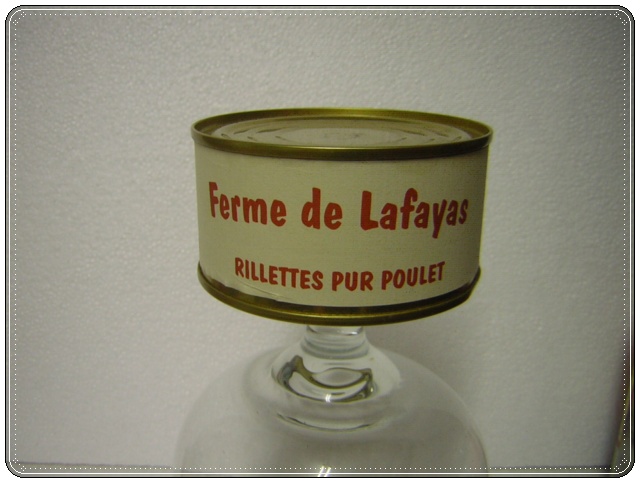 Ferme de Lafayas
RILLETTES PUR POULET